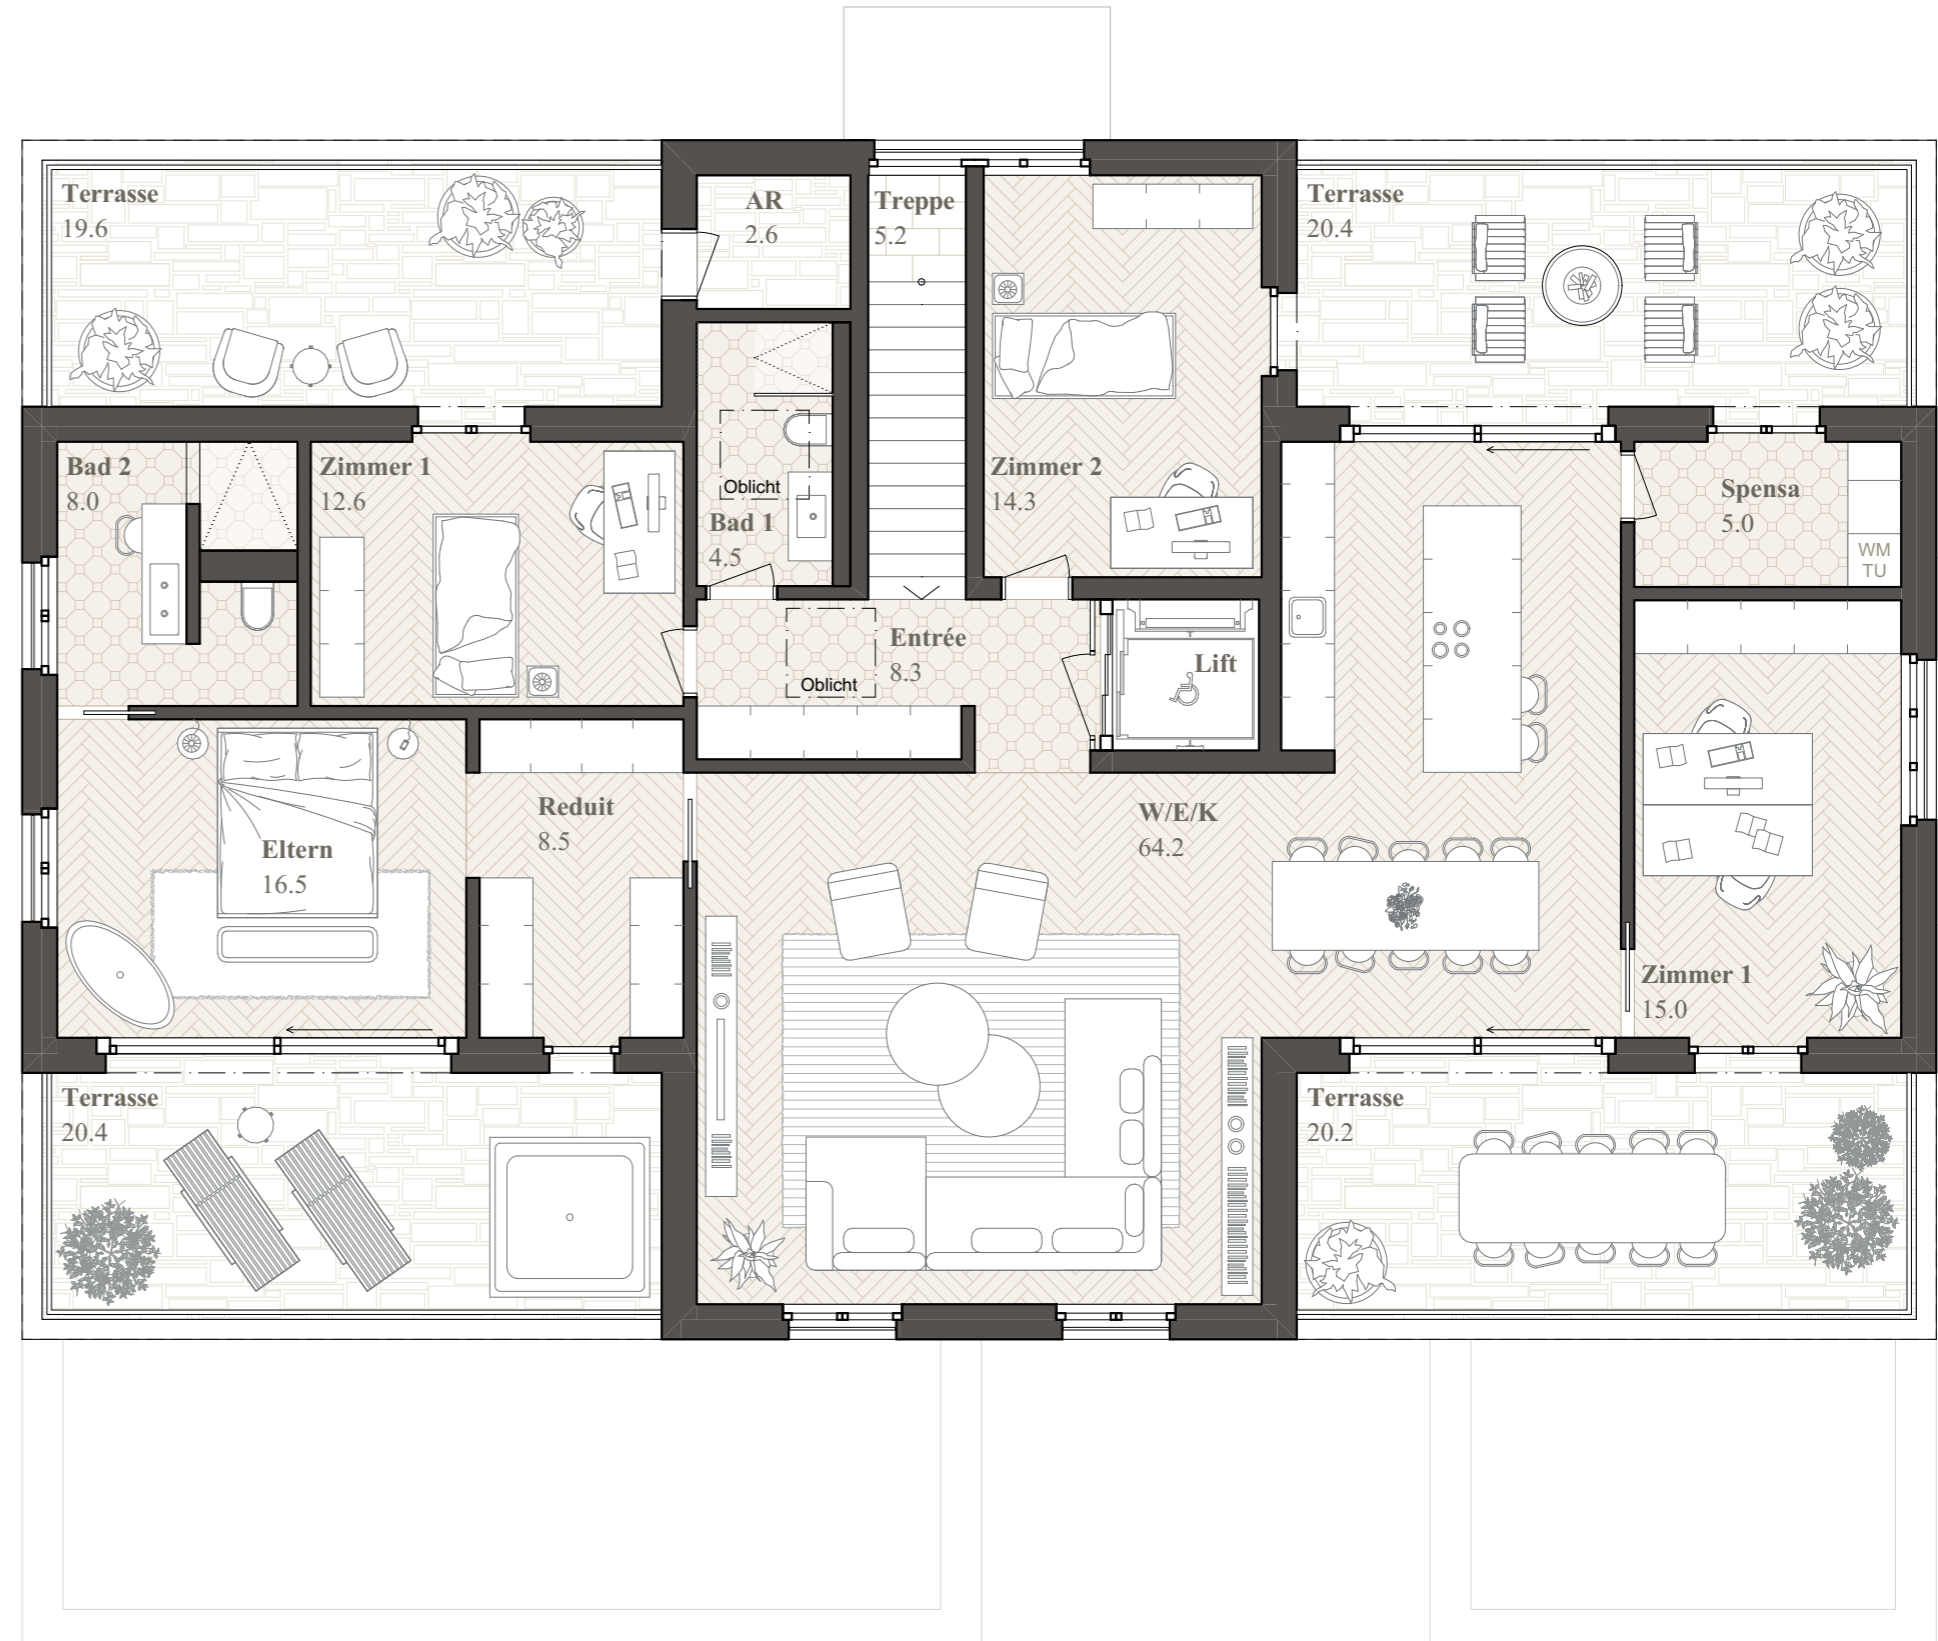 Terrasse
19.6
AR
2.6
Treppe
5.2
Terrasse
20.4
Bad 2
8.0
Zimmer 1
12.6
Oblicht
Bad 1
4.5
Zimmer 2
14.3
Spensa
5.0
WM
TU
Entrée
8.3
Oblicht
Lift
Reduit
8.5
W/E/K
64.2
Eltern
16.5
Zimmer 1
15.0
Terrasse
20.4
Terrasse
20.2